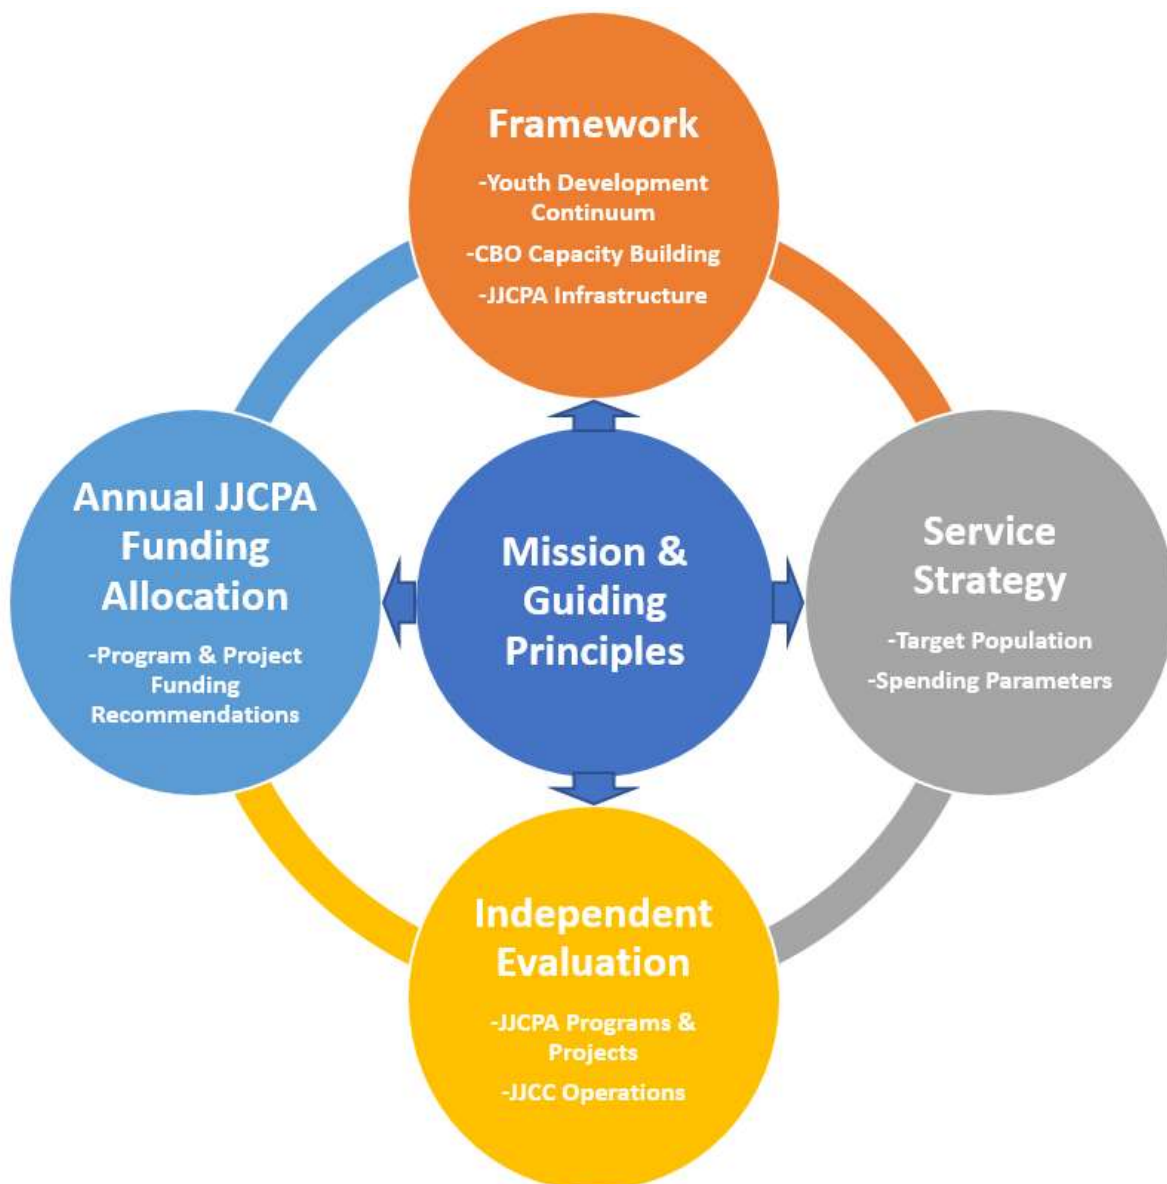 Framework
-Youth Development
Continuum
-CBO Capacity Building
-JJCPA Infrastructure
Annual JJCPA
Funding
Allocation
-Program & Project
Funding
Recommendations
Mission &
Guiding
Principles
Service
Strategy
-Target Population
-Spending Parameters
Independent
Evaluation
-JJCPA Programs &
Projects
-JJCC Operations